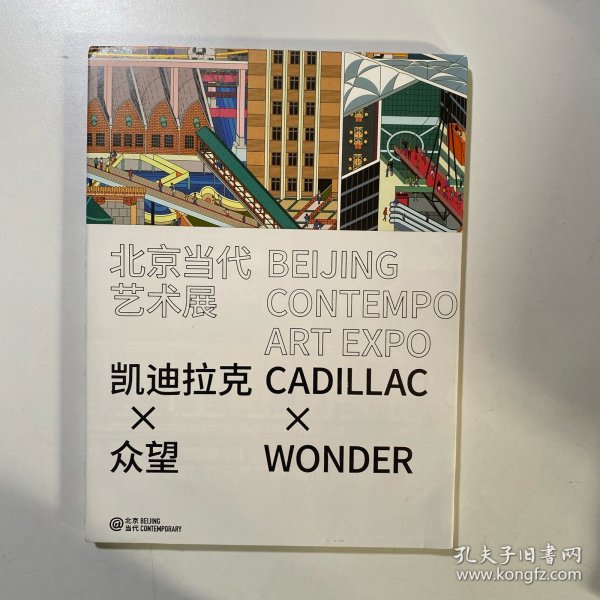 北京当代
艺术展
BEIJING
CONTEMPO
ART EXPO
凯迪拉克
×
众望
CADILLAC
×
WONDER
@北京 BEIJING
当代 CONTEMPORARY
孔夫子旧书网
www.kongfz.com